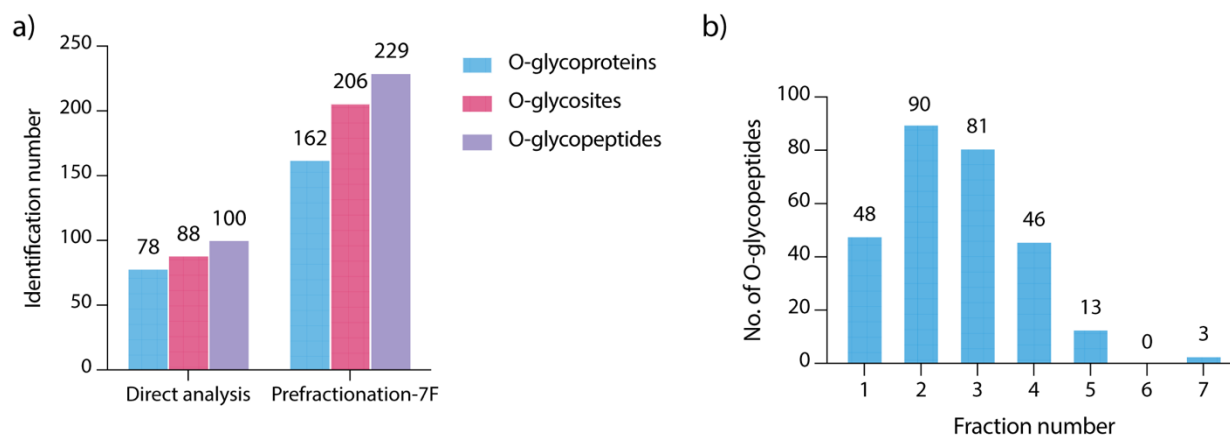 a)
Identification number
250
200
150
100
50
0
78
88
100
162
206
229
Direct analysis
Prefractionation-7F
O-glycoproteins
O-glycosites
O-glycopeptides
b)
No. of O-glycopeptides
100
80
60
40
20
0
48
90
81
46
13
0
3
1 2 3 4 5 6 7
Fraction number